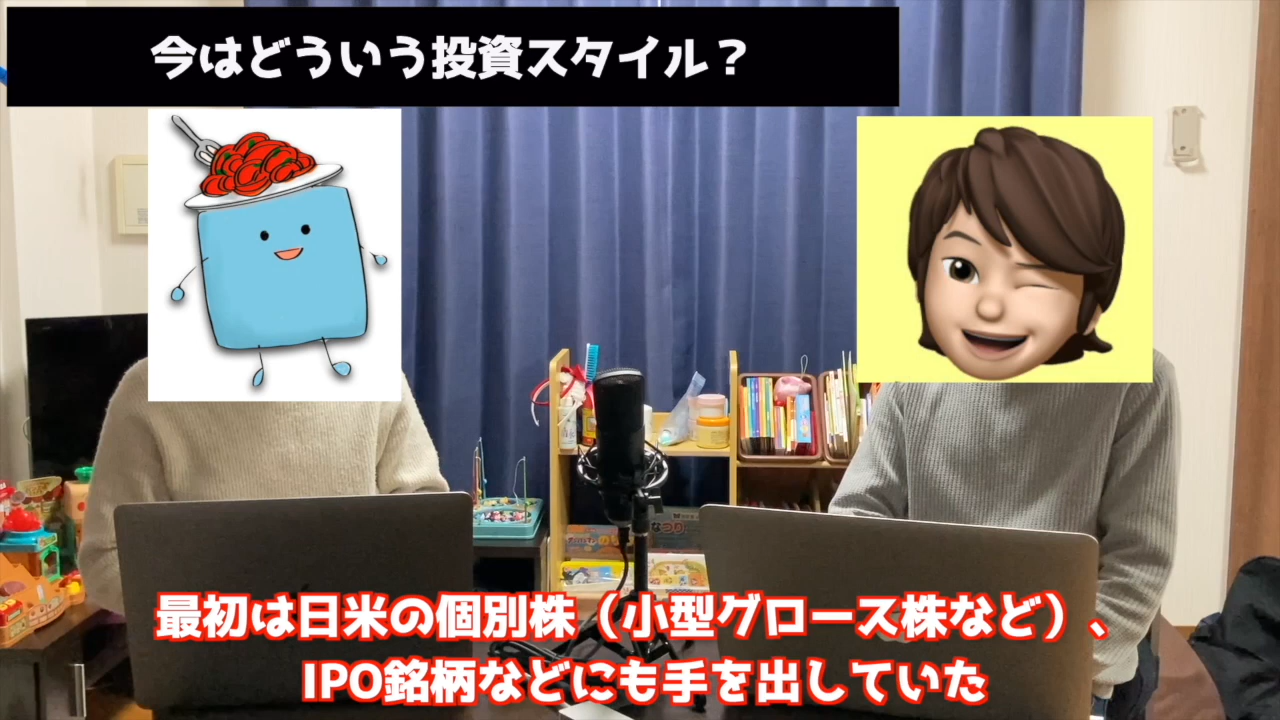 今はどういう投資スタイル？
最初は日米の個別株（小型グロース株など）、
IPO銘柄などにも手を出していた